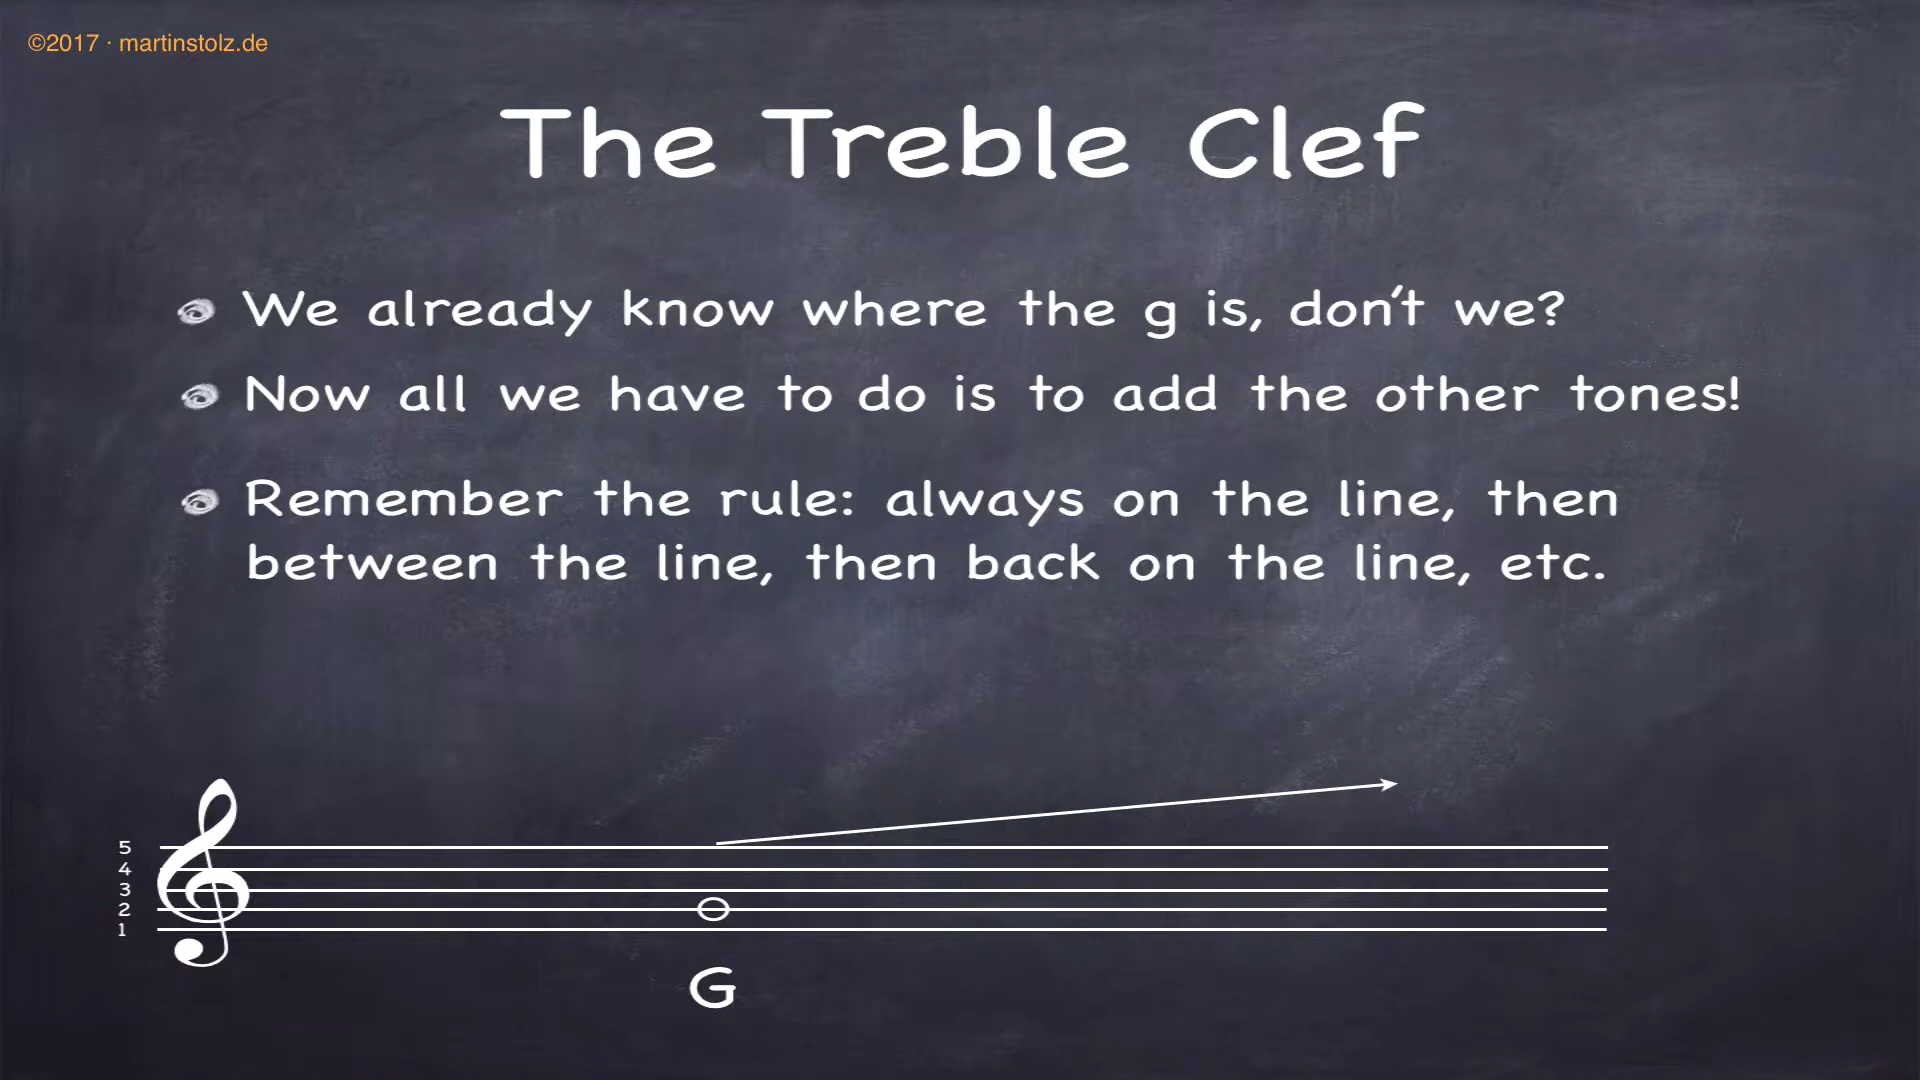 ©2017 · martinstolz.de
The Treble Clef
We already know where the g is, don't we?
Now all we have to do is to add the other tones!
Remember the rule: always on the line, then
between the line, then back on the line, etc.
5
4
3
2
1
G